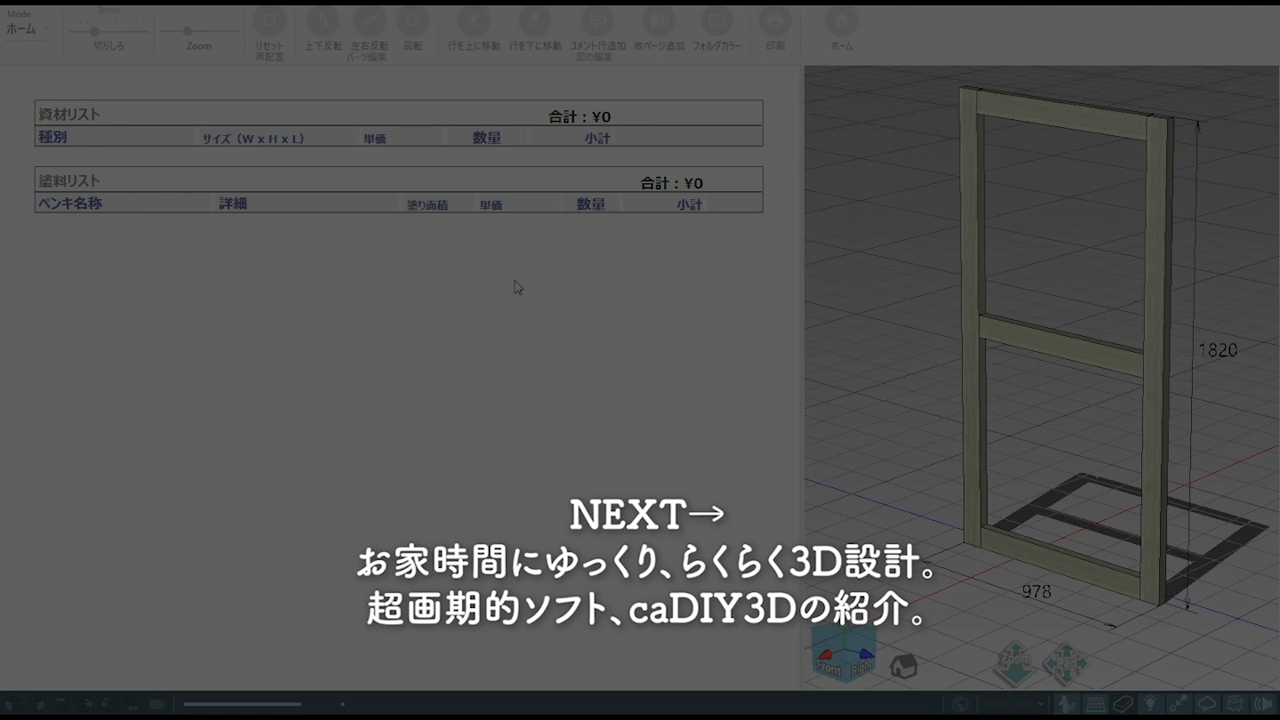 Mode
ホーム
3mm
切りしろ
Zoom
リセット
再配置
上下反転
左右反転
回転
パーツ編集
行を上に移動
行を下に移動
コメント行追加
改ページ追加
フォルダカラー
図の編集
印刷
ホーム
資材リスト 合計：¥0
種別 サイズ（W x H x L） 単価 数量 小計
塗料リスト 合計：¥0
ペンキ名称 詳細 塗り面積 単価 数量 小計
1820
978
NEXT→
お家時間にゆっくり、らくらく3D設計。
超画期的ソフト、caDIY3Dの紹介。
Front Right
Zoom